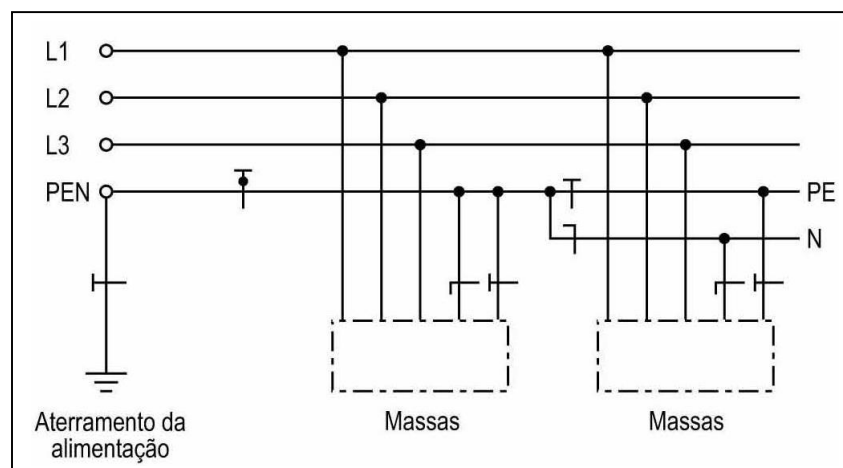 L1
L2
L3
PEN
PE
N
Aterramento da
alimentação
Massas
Massas